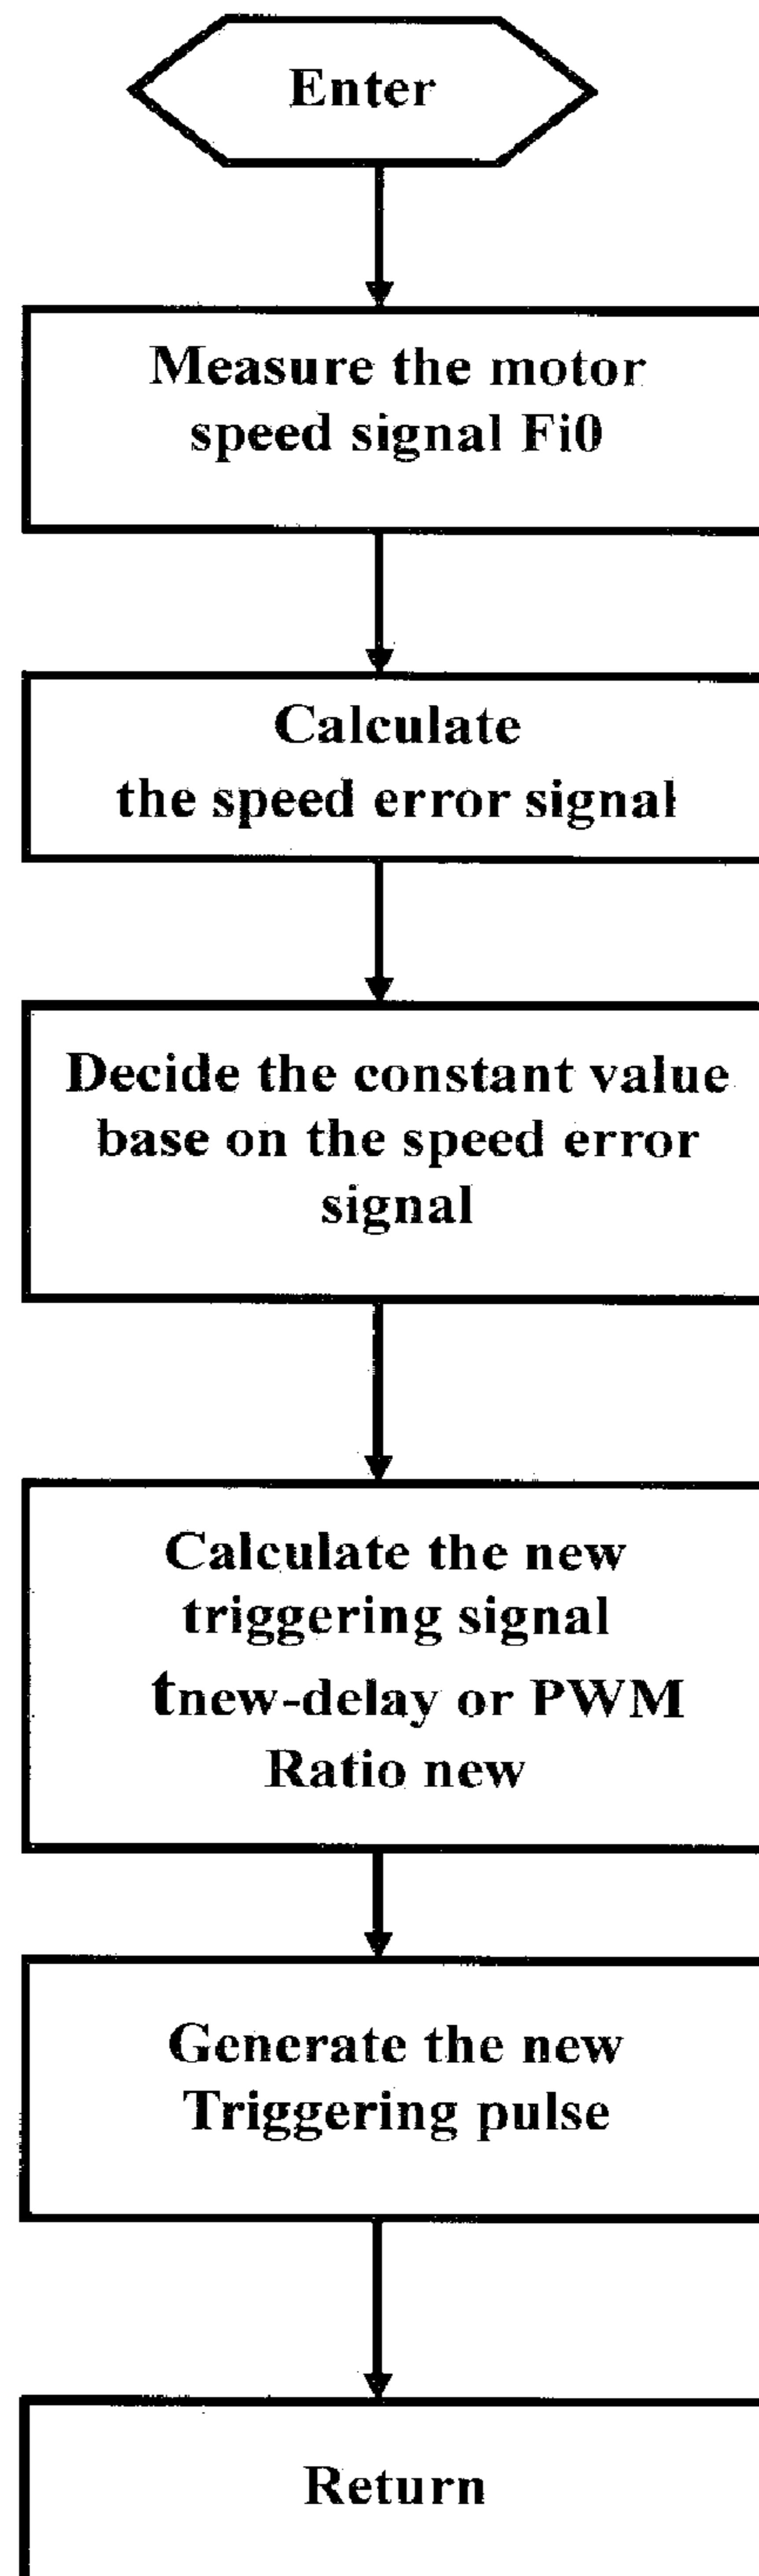 Enter
Measure the motor
speed signal Fi0
Calculate
the speed error signal
Decide the constant value
base on the speed error
signal
Calculate the new
triggering signal
tnew-delay or PWM
Ratio new
Generate the new
Triggering pulse
Return